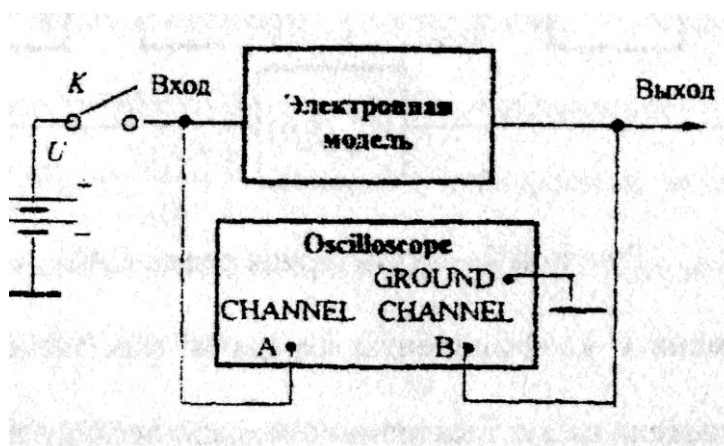 K
Вход
Выход
Электронная
модель
U
+
−
Oscilloscope
GROUND
CHANNEL CHANNEL
A B